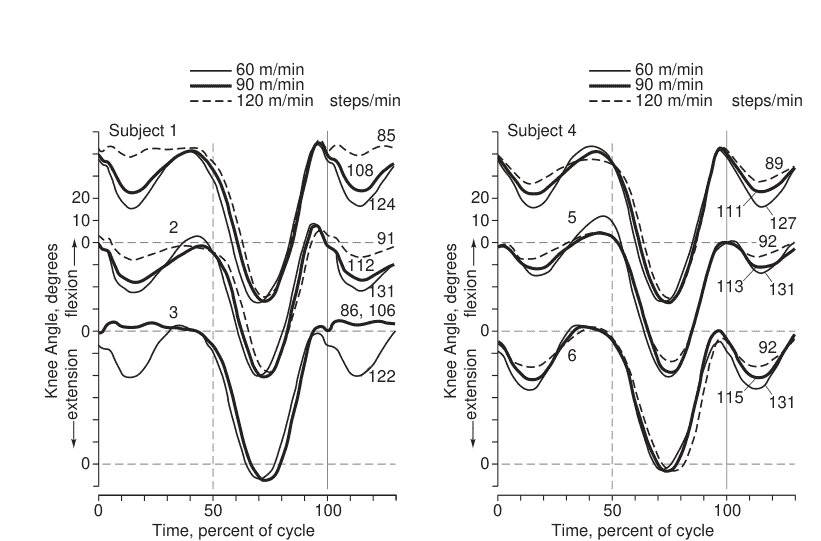 60 m/min
90 m/min
120 m/min steps/min
60 m/min
90 m/min
120 m/min steps/min
Subject 1
85
108
124
20
10
0
2
91
112
131
0
3
86, 106
122
0
Knee Angle, degrees
extension
flexion
0
50
100
Time, percent of cycle
Subject 4
89
111
127
20
10
0
5
92
113
131
0
6
92
115
131
0
Knee Angle, degrees
extension
flexion
0
50
100
Time, percent of cycle